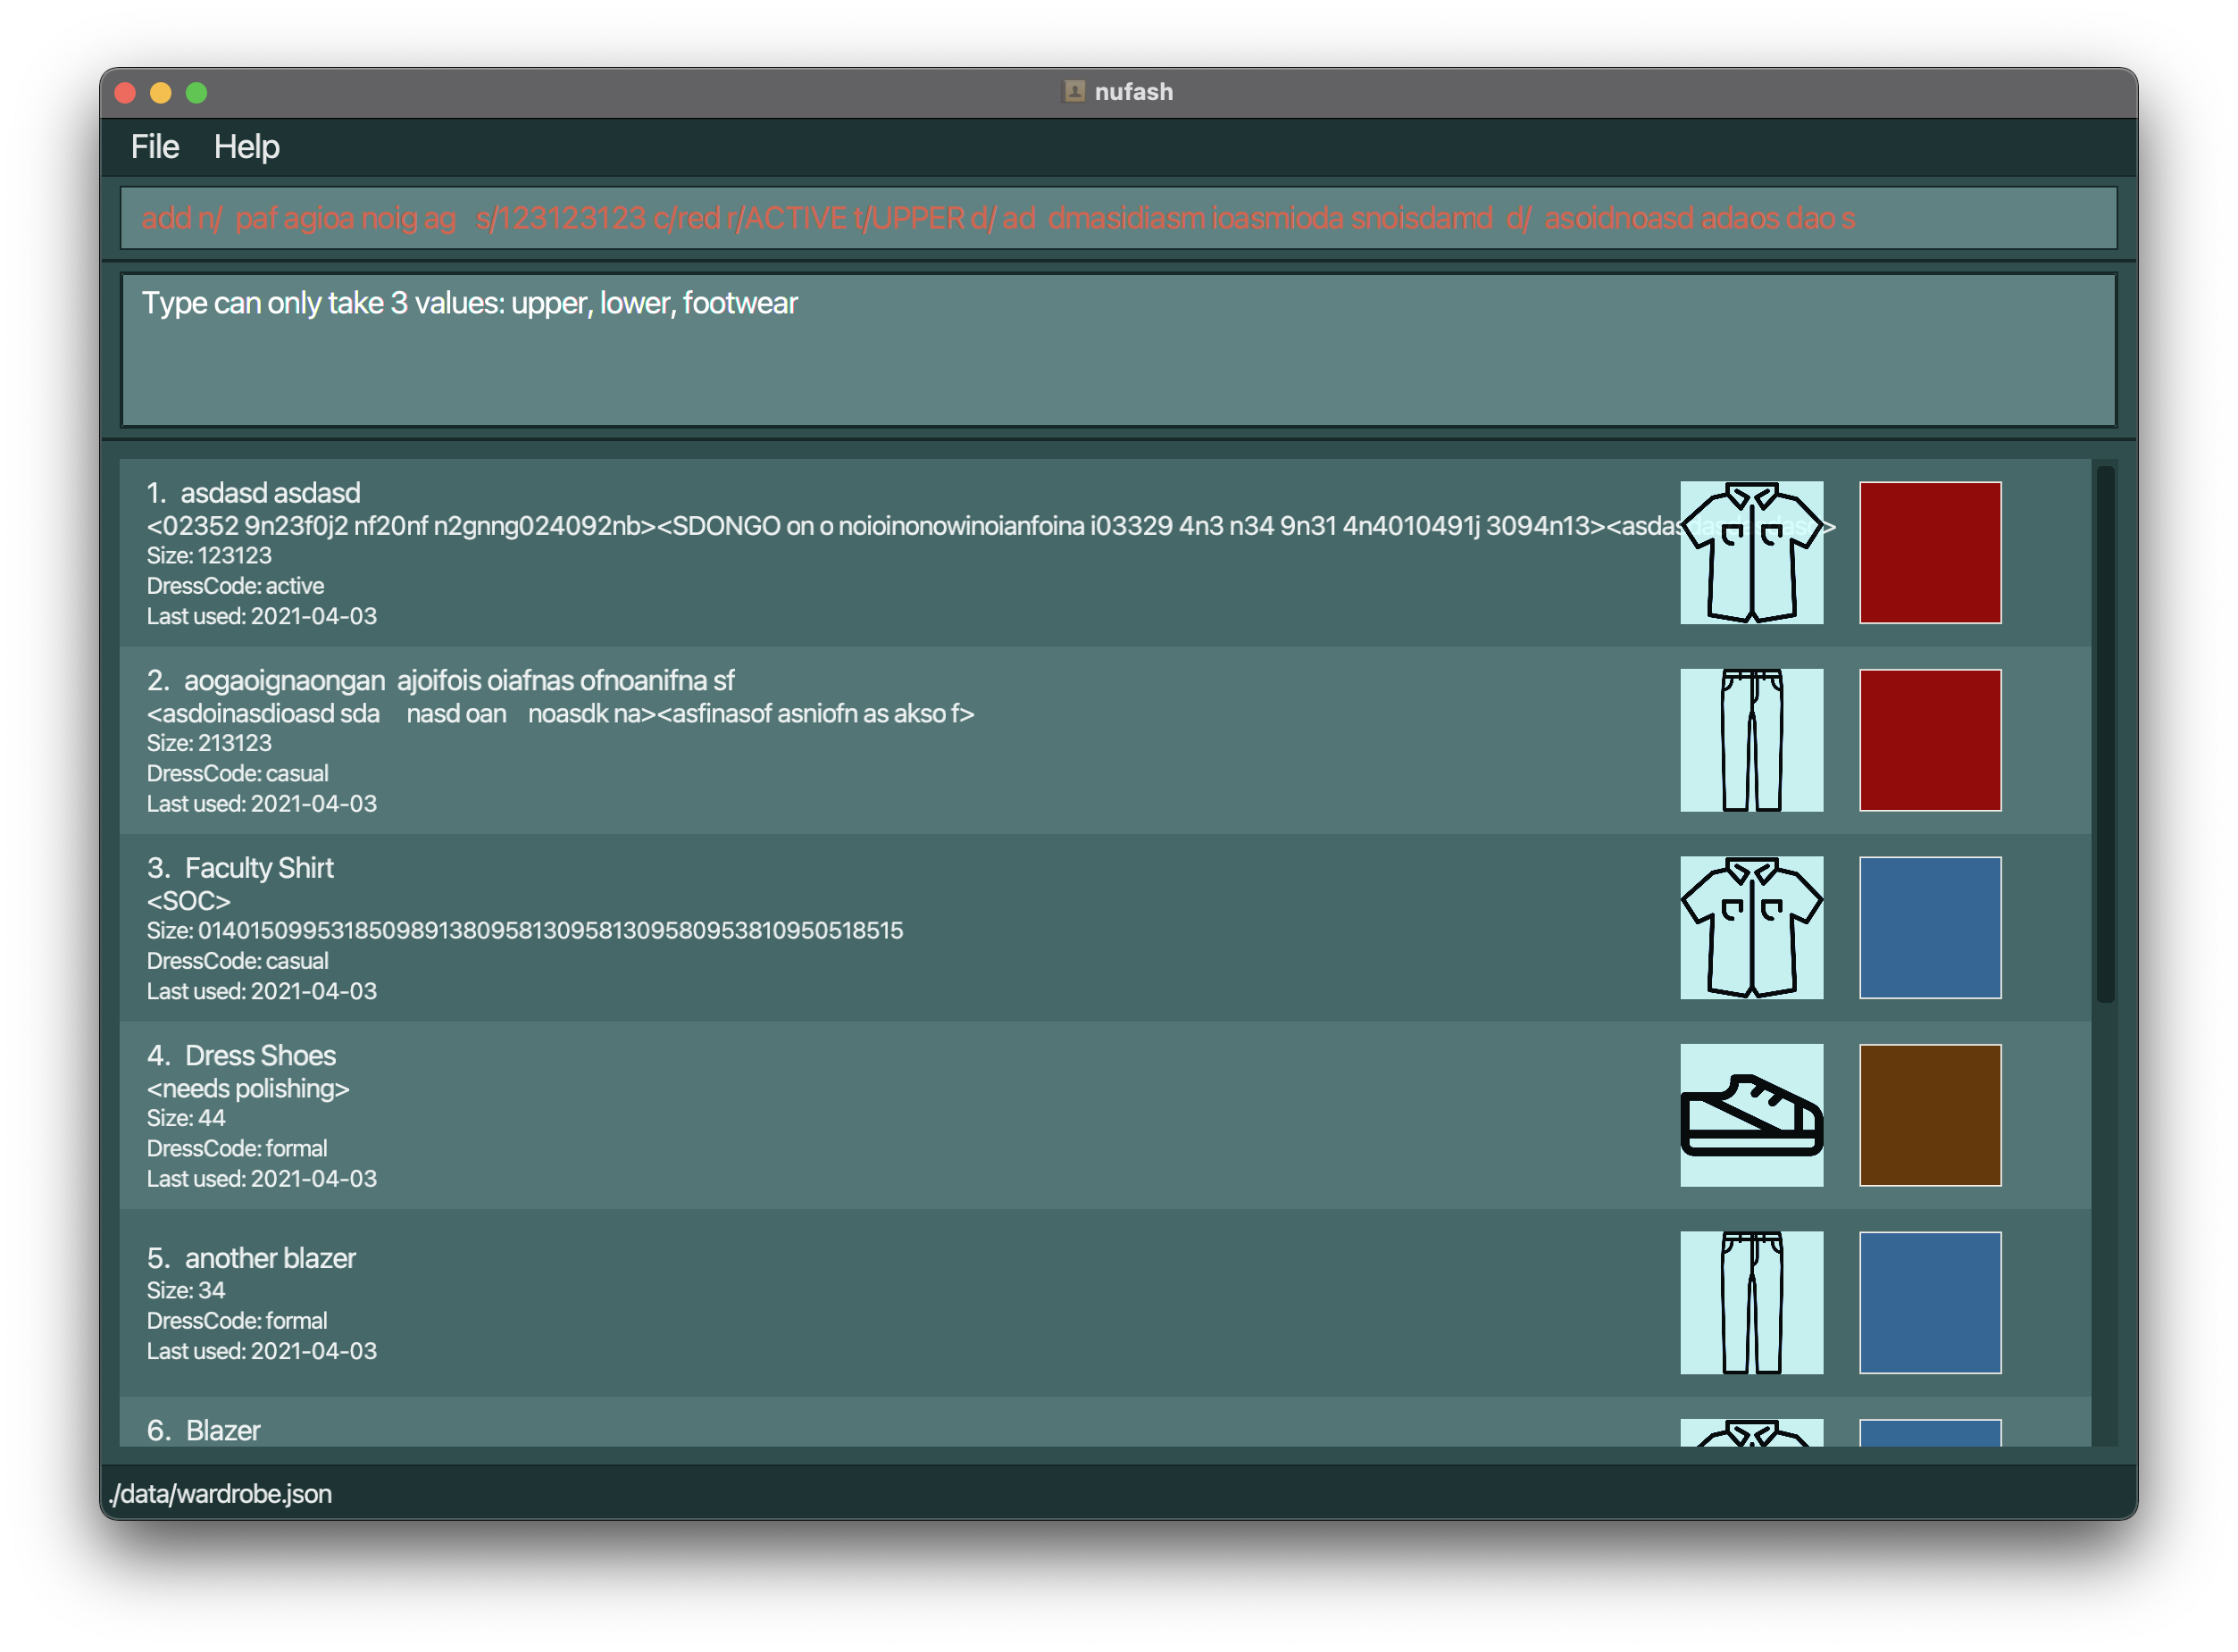 nufash
File Help
add n/  paf agioa noig ag   s/123123123 c/red r/ACTIVE t/UPPER d/ ad  dmasidiasm ioasmioda snoisdamd  d/  asoidnoasd adaos dao s
Type can only take 3 values: upper, lower, footwear
1. asdasd asdasd
<02352 9n23f0j2 nf20nf n2gnng024092nb><SDONGO on o noioinonowinoianfoina i03329 4n3 n34 9n31 4n4010491j 3094n13>
Size: 123123
DressCode: active
Last used: 2021-04-03
2. aogaoignaongan  ajoifois oiafnas ofnoanifna sf
<asdoinasdioasd sda    nasd oan   noasdk na><asfinasof asniofn as akso f>
Size: 213123
DressCode: casual
Last used: 2021-04-03
3. Faculty Shirt
<SOC>
Size: 01401509953185098913809581309581309580953810950518515
DressCode: casual
Last used: 2021-04-03
4. Dress Shoes
<needs polishing>
Size: 44
DressCode: formal
Last used: 2021-04-03
5. another blazer
Size: 34
DressCode: formal
Last used: 2021-04-03
6. Blazer
./data/wardrobe.json